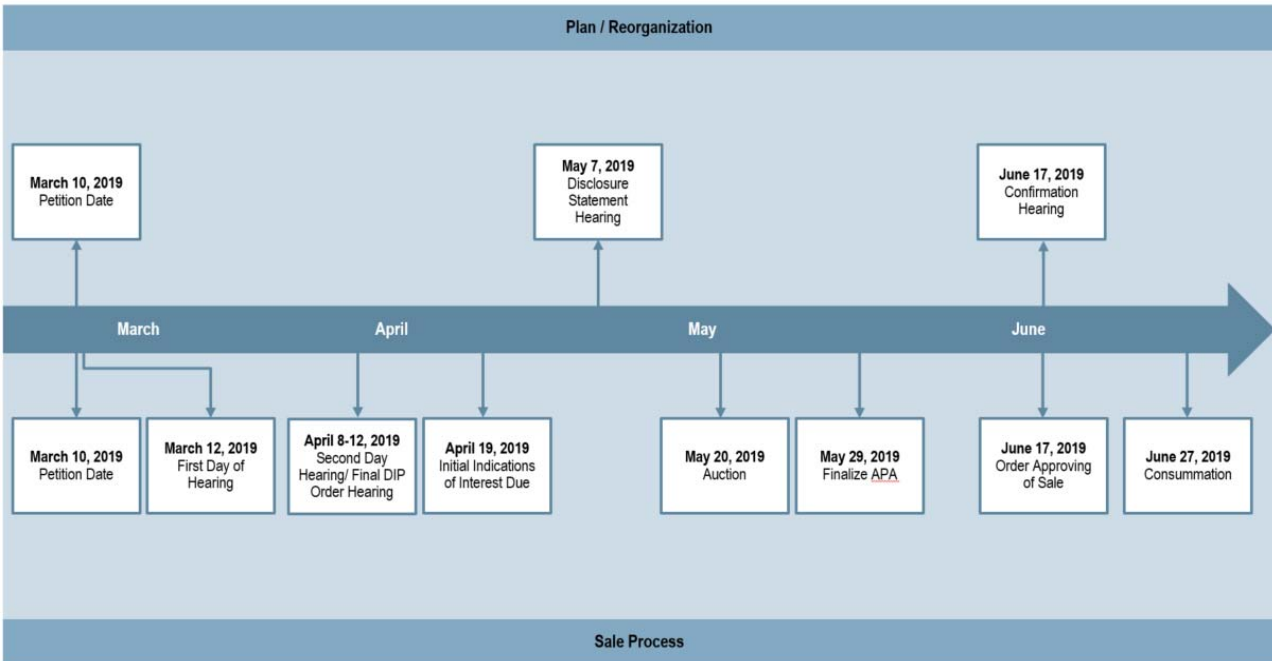 Plan / Reorganization
March 10, 2019
Petition Date
May 7, 2019
Disclosure
Statement
Hearing
June 17, 2019
Confirmation
Hearing
March
April
May
June
March 10, 2019
Petition Date
March 12, 2019
First Day of
Hearing
April 8-12, 2019
Second Day
Hearing/ Final DIP
Order Hearing
April 19, 2019
Initial Indications
of Interest Due
May 20, 2019
Auction
May 29, 2019
Finalize APA
June 17, 2019
Order Approving
of Sale
June 27, 2019
Consummation
Sale Process